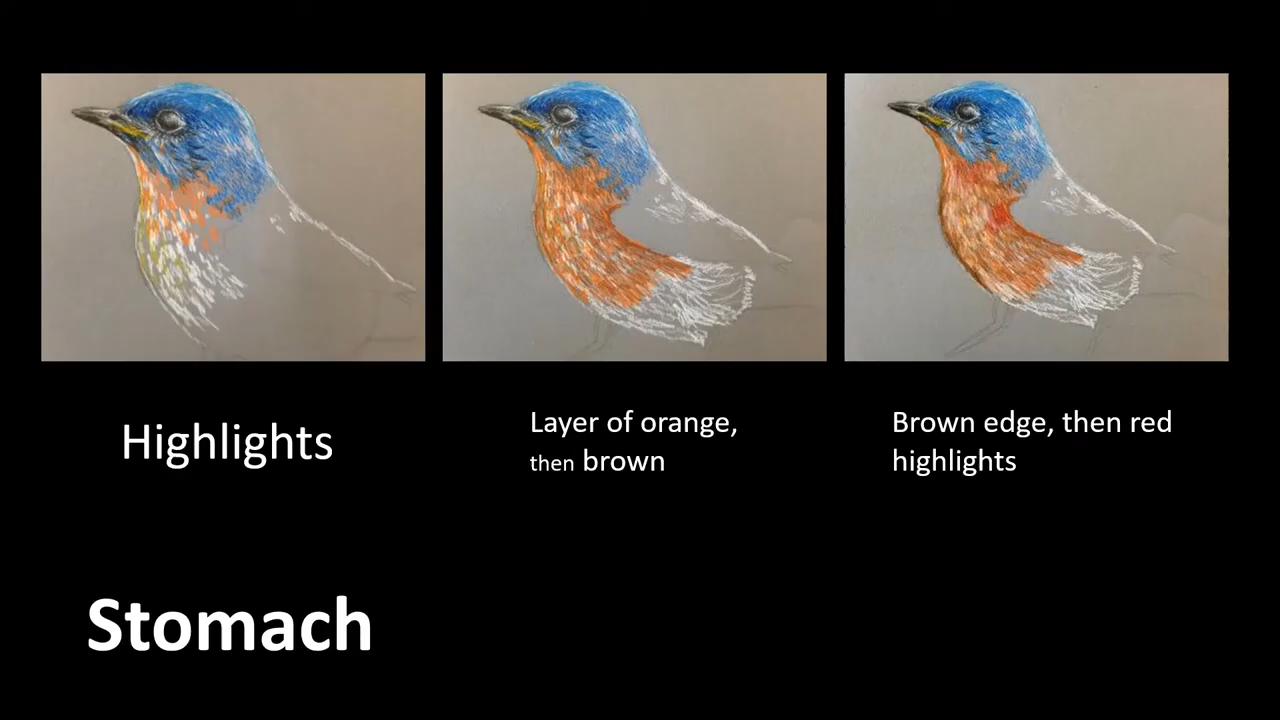 Highlights
Layer of orange,
then brown
Brown edge, then red
highlights
Stomach